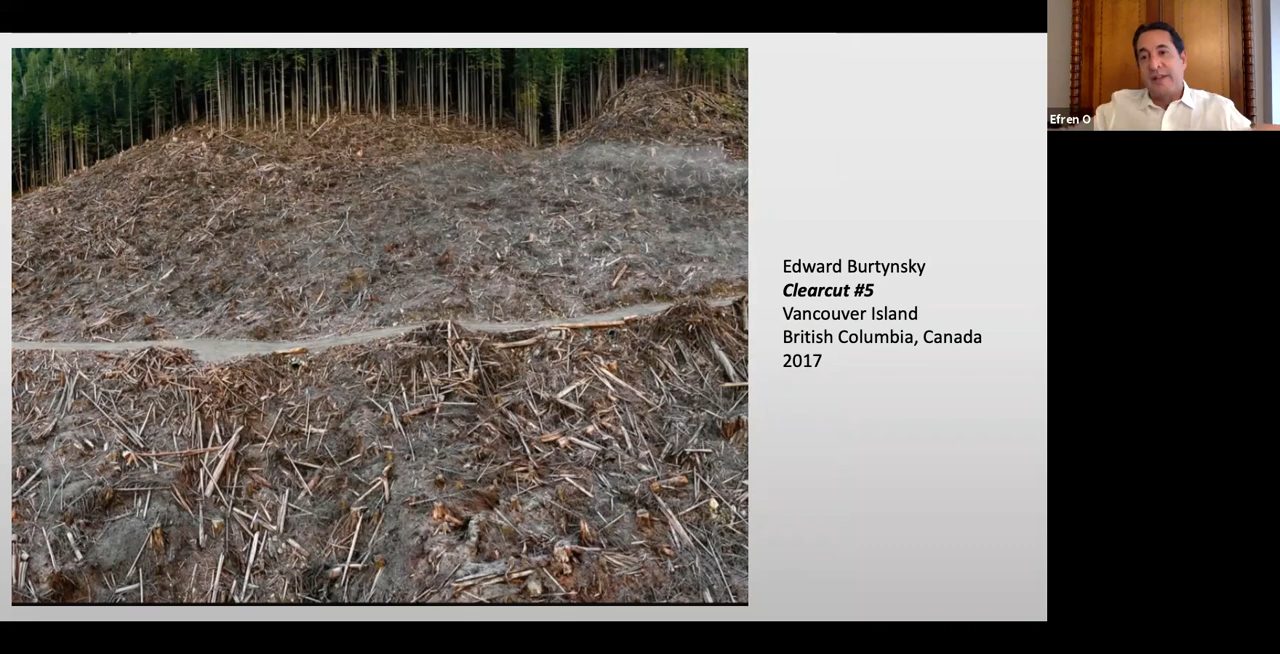 Edward Burtynsky
Clearcut #5
Vancouver Island
British Columbia, Canada
2017
Efren O